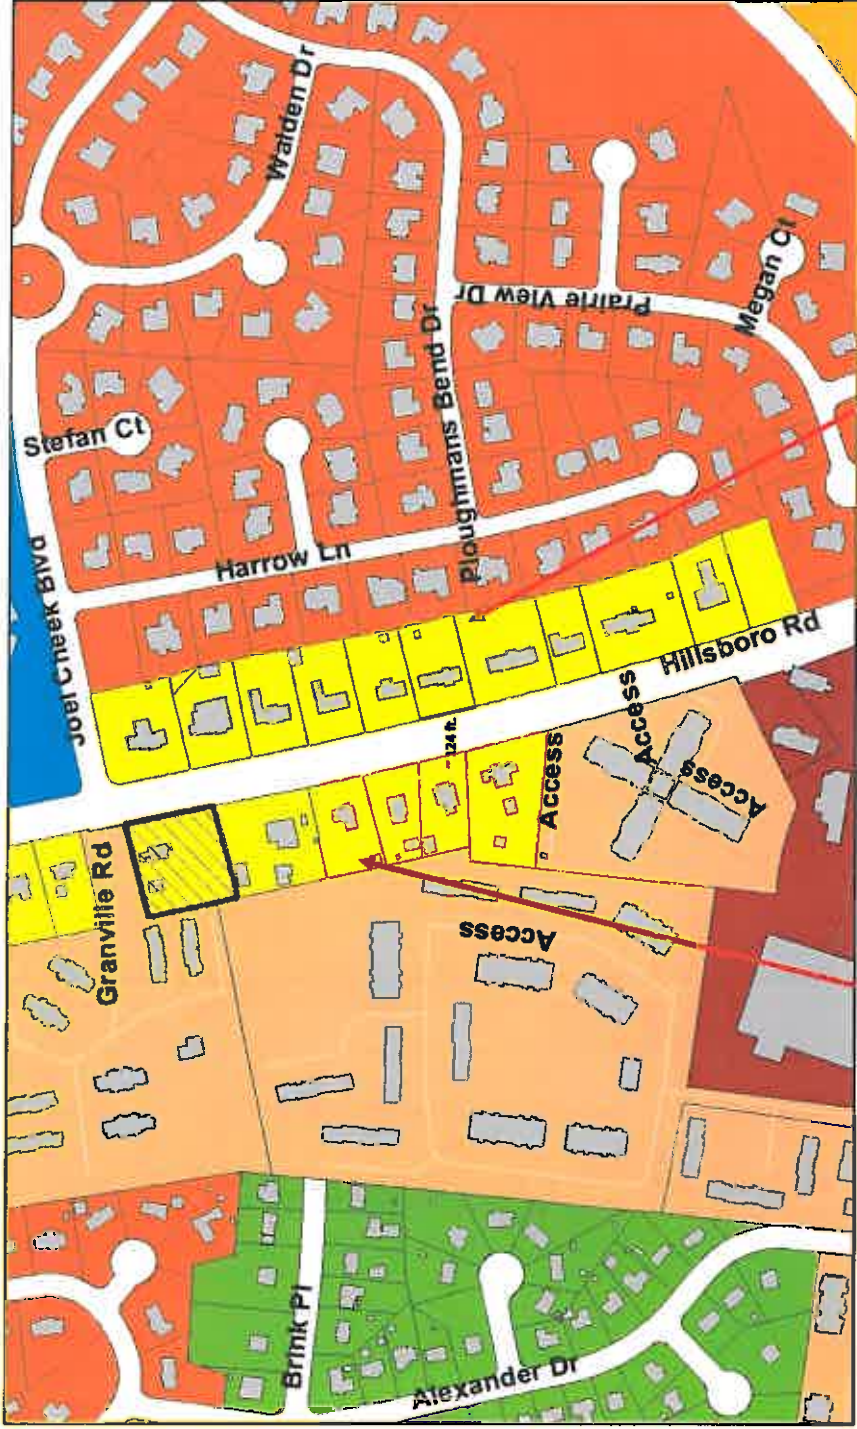 Walden Dr
Stefan Ct
Prairie View Dr
Megan Ct
Ploughmans Bend Dr
Joel Cheek Blvd
Harrow Ln
Hillsboro Rd
~ 124 ft.
Access
Access
Access
Granville Rd
Access
Brink Pl
Alexander Dr